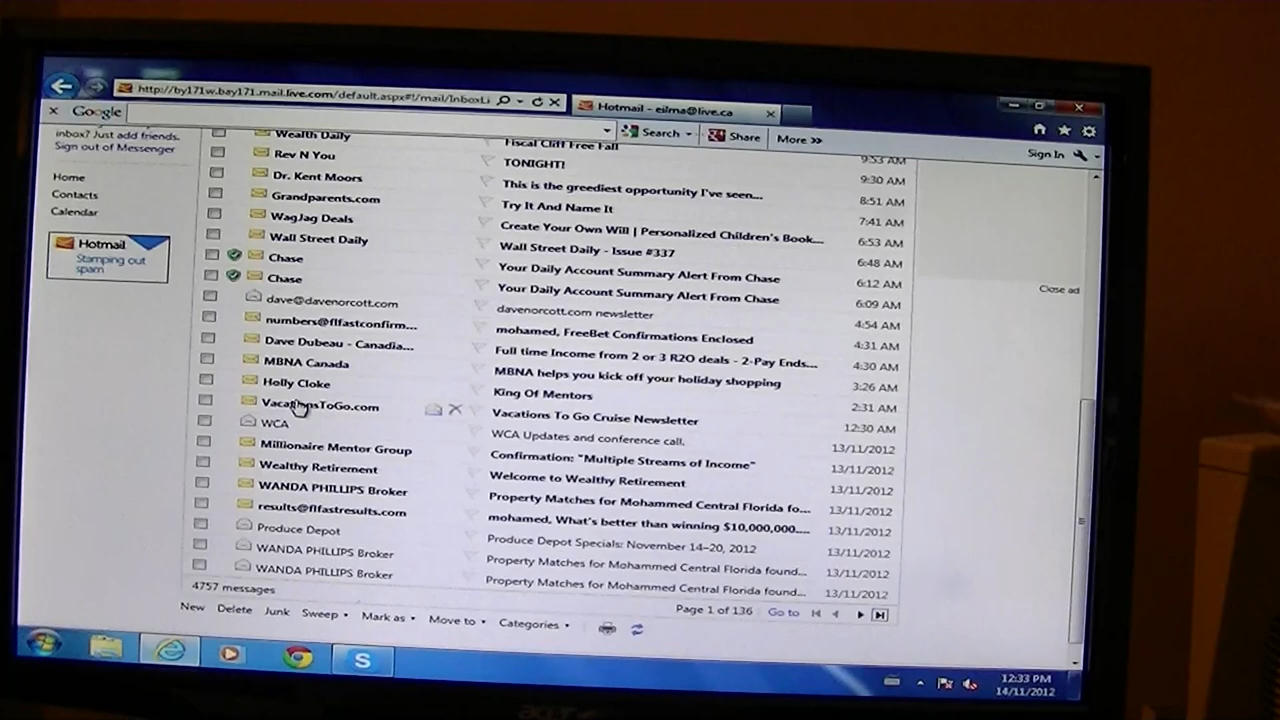 http://by171w.bay171.mail.live.com/default.aspx#!/mail/InboxLi
Hotmail - eilma@live.ca
Google
Search
Share
More >>
Sign In
inbox? Just add friends.
Sign out of Messenger
Home
Contacts
Calendar
Hotmail
Stamping out
spam
Close ad
Wealth Daily Fiscal Cliff Free Fall 9:53 AM
Rev N You TONIGHT! 9:30 AM
Dr. Kent Moors This is the greediest opportunity I've seen... 8:51 AM
Grandparents.com Try It And Name It 7:41 AM
WagJag Deals Create Your Own Will | Personalized Children's Book... 6:53 AM
Wall Street Daily Wall Street Daily - Issue #337 6:48 AM
Chase Your Daily Account Summary Alert From Chase 6:12 AM
Chase Your Daily Account Summary Alert From Chase 6:09 AM
dave@davenorcott.com davenorcott.com newsletter 4:54 AM
numbers@flfastconfirm... mohamed, FreeBet Confirmations Enclosed 4:31 AM
Dave Dubeau - Canadia... Full time Income from 2 or 3 R2O deals - 2-Pay Ends... 4:30 AM
MBNA Canada MBNA helps you kick off your holiday shopping 3:26 AM
Holly Cloke King Of Mentors 2:31 AM
VacationsToGo.com Vacations To Go Cruise Newsletter 12:30 AM
WCA WCA Updates and conference call. 13/11/2012
Millionaire Mentor Group Confirmation: "Multiple Streams of Income" 13/11/2012
Wealthy Retirement Welcome to Wealthy Retirement 13/11/2012
WANDA PHILLIPS Broker Property Matches for Mohammed Central Florida fo... 13/11/2012
results@flfastresults.com mohamed, What's better than winning $10,000,000.... 13/11/2012
Produce Depot Produce Depot Specials: November 14-20, 2012 13/11/2012
WANDA PHILLIPS Broker Property Matches for Mohammed Central Florida found... 13/11/2012
WANDA PHILLIPS Broker Property Matches for Mohammed Central Florida found... 13/11/2012
4757 messages
Page 1 of 136 Go to
New Delete Junk Sweep Mark as Move to Categories
S
12:33 PM
14/11/2012
acer